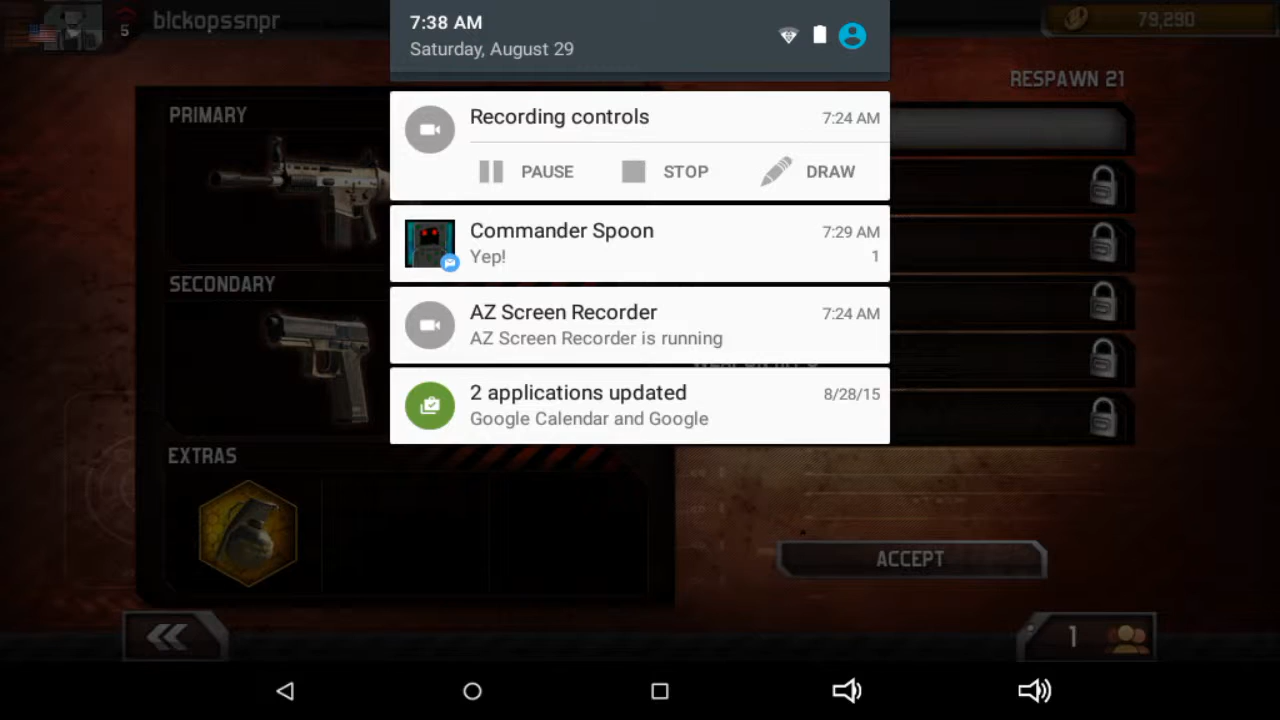 5
blckopssnpr
79,290
7:38 AM
Saturday, August 29
RESPAWN 21
PRIMARY
Recording controls
7:24 AM
PAUSE
STOP
DRAW
Commander Spoon
7:29 AM
Yep!
1
SECONDARY
AZ Screen Recorder
7:24 AM
AZ Screen Recorder is running
2 applications updated
8/28/15
Google Calendar and Google
EXTRAS
ACCEPT
1